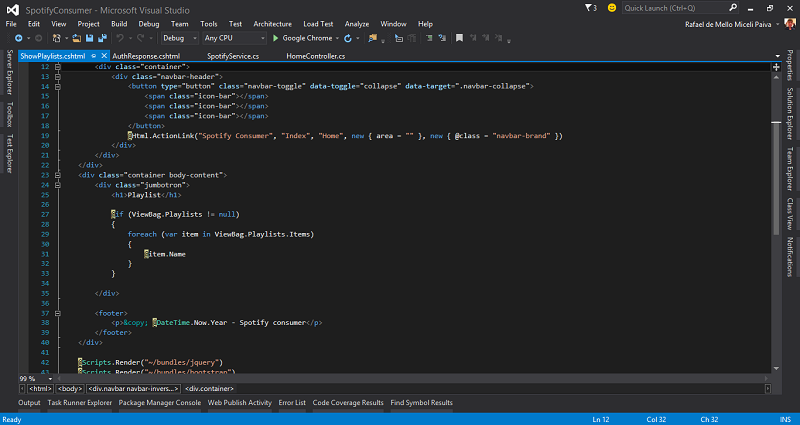 SpotifyConsumer - Microsoft Visual Studio
3
Quick Launch (Ctrl+Q)
File Edit View Project Build Debug Team Tools Test Architecture Load Test Analyze Window Help
Rafael de Mello Miceli Paiva
Debug Any CPU Google Chrome
ShowPlaylists.cshtml AuthResponse.cshtml SpotifyService.cs HomeController.cs
Server Explorer
Toolbox
Test Explorer
Properties
Solution Explorer
Team Explorer
Class View
Notifications
12 <div class="container">
13 <div class="navbar-header">
14 <button type="button" class="navbar-toggle" data-toggle="collapse" data-target=".navbar-collapse">
15 <span class="icon-bar"></span>
16 <span class="icon-bar"></span>
17 <span class="icon-bar"></span>
18 </button>
19 @Html.ActionLink("Spotify Consumer", "Index", "Home", new { area = "" }, new { @class = "navbar-brand" })
20 </div>
21 </div>
22 </div>
23 <div class="container body-content">
24 <div class="jumbotron">
25 <h1>Playlist</h1>
26
27 @if (ViewBag.Playlists != null)
28 {
29 foreach (var item in ViewBag.Playlists.Items)
30 {
31 @item.Name
32 }
33 }
34
35 </div>
36
37 <footer>
38 <p>&copy; @DateTime.Now.Year - Spotify consumer</p>
39 </footer>
40 </div>
41
42 @Scripts.Render("~/bundles/jquery")
43 @Scripts.Render("~/bundles/bootstrap")
99 %
<html> <body> <div.navbar navbar-invers...> <div.container>
Output Task Runner Explorer Package Manager Console Web Publish Activity Error List Code Coverage Results Find Symbol Results
Ready Ln 12 Col 32 Ch 32 INS